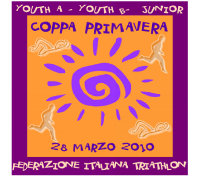 YOUTH A - YOUTH B- JUNIOR
COPPA PRIMAVERA
28 MARZO 2010
FEDERAZIONE ITALIANA TRIATHLON